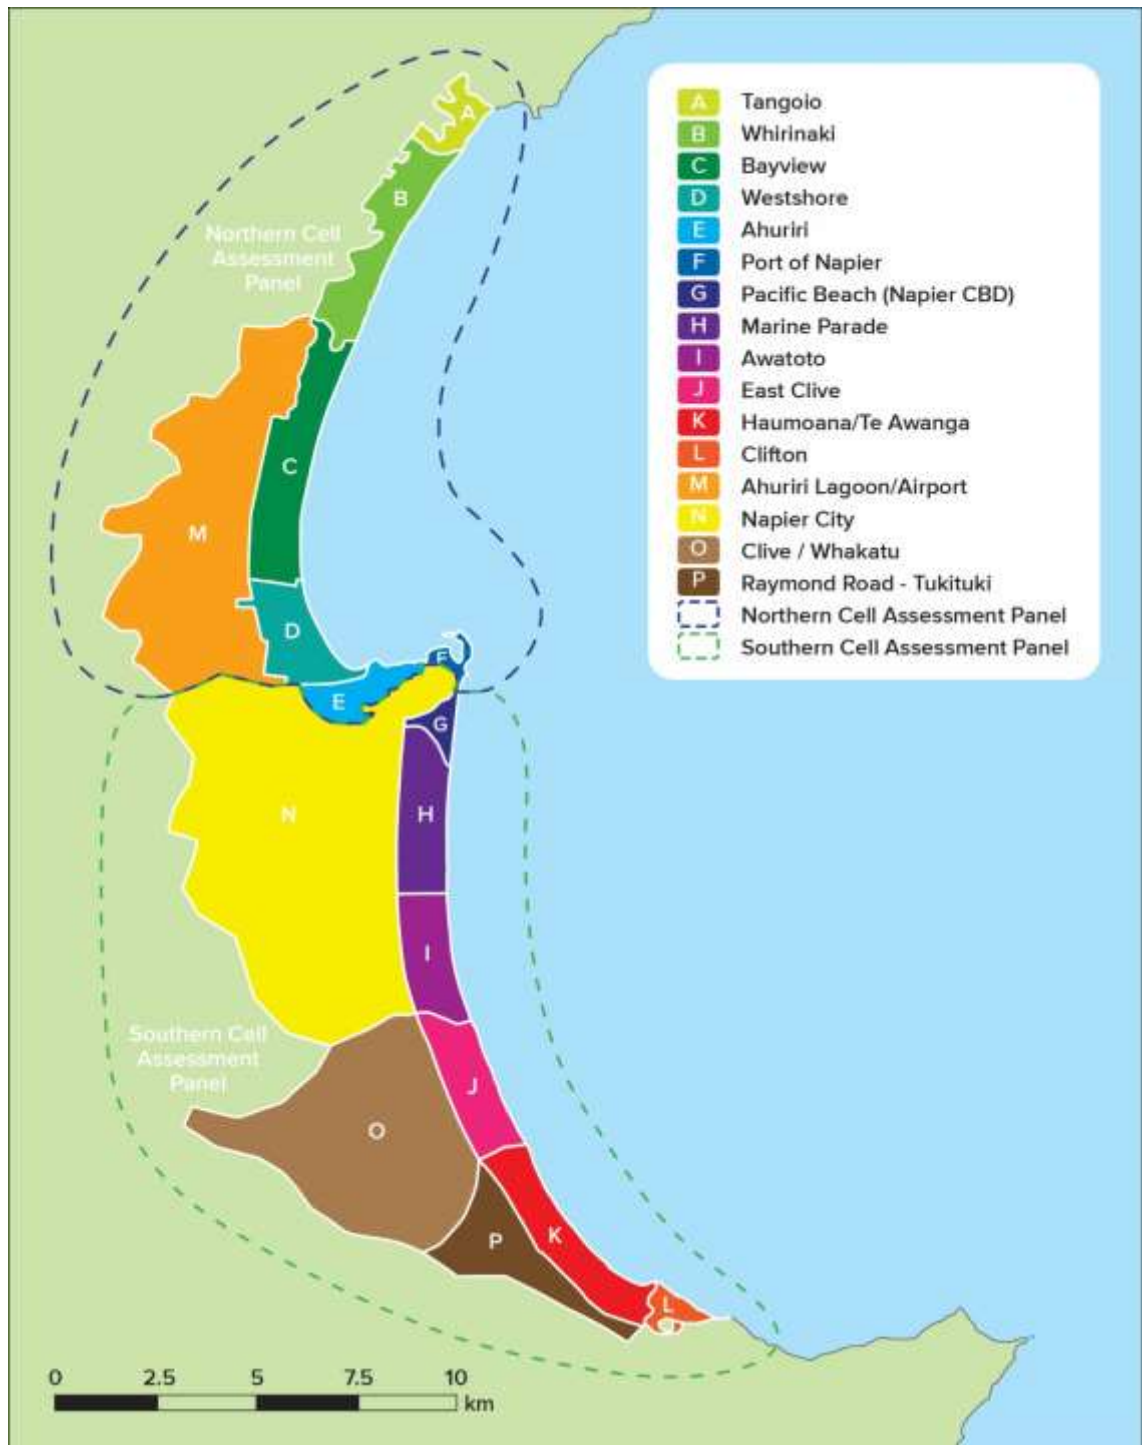 A
B
Northern Cell
Assessment
Panel
C
M
D
E
F
G
N
H
I
Southern Cell
Assessment
Panel
J
O
P
K
L
A Tangoio
B Whirinaki
C Bayview
D Westshore
E Ahuriri
F Port of Napier
G Pacific Beach (Napier CBD)
H Marine Parade
I Awatoto
J East Clive
K Haumoana/Te Awanga
L Clifton
M Ahuriri Lagoon/Airport
N Napier City
O Clive / Whakatu
P Raymond Road - Tukituki
Northern Cell Assessment Panel
Southern Cell Assessment Panel
0 2.5 5 7.5 10
km